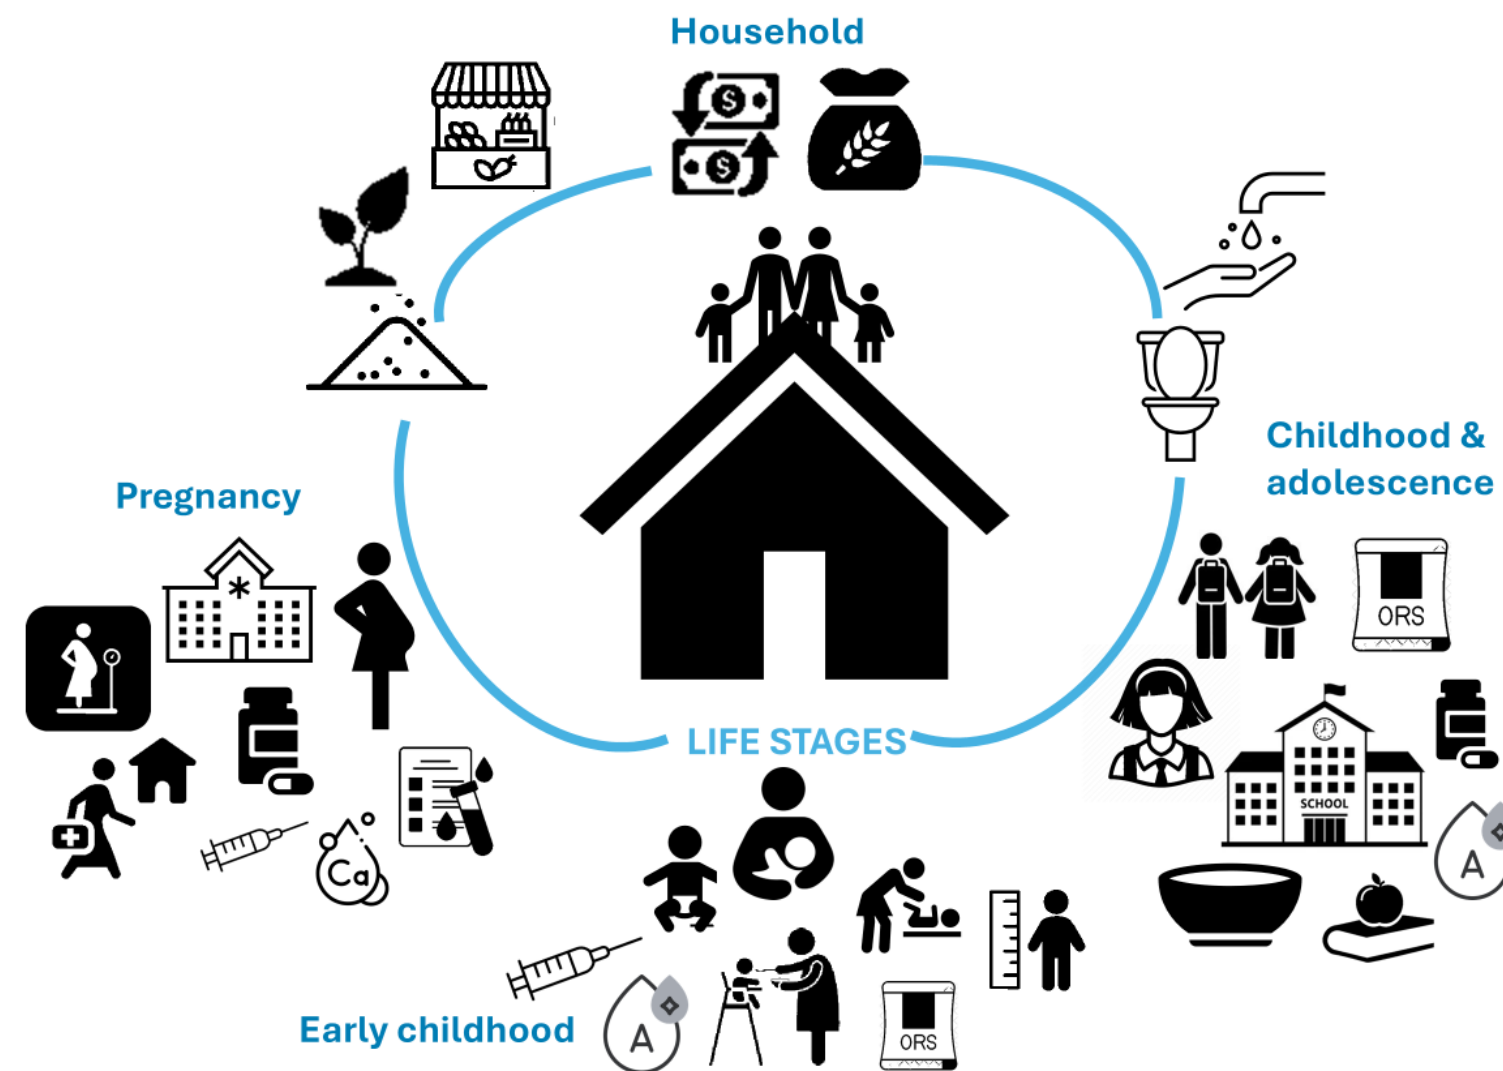 Household
$
$
Childhood &
adolescence
Pregnancy
ORS
LIFE STAGES
SCHOOL
Ca
A
Early childhood
A
ORS